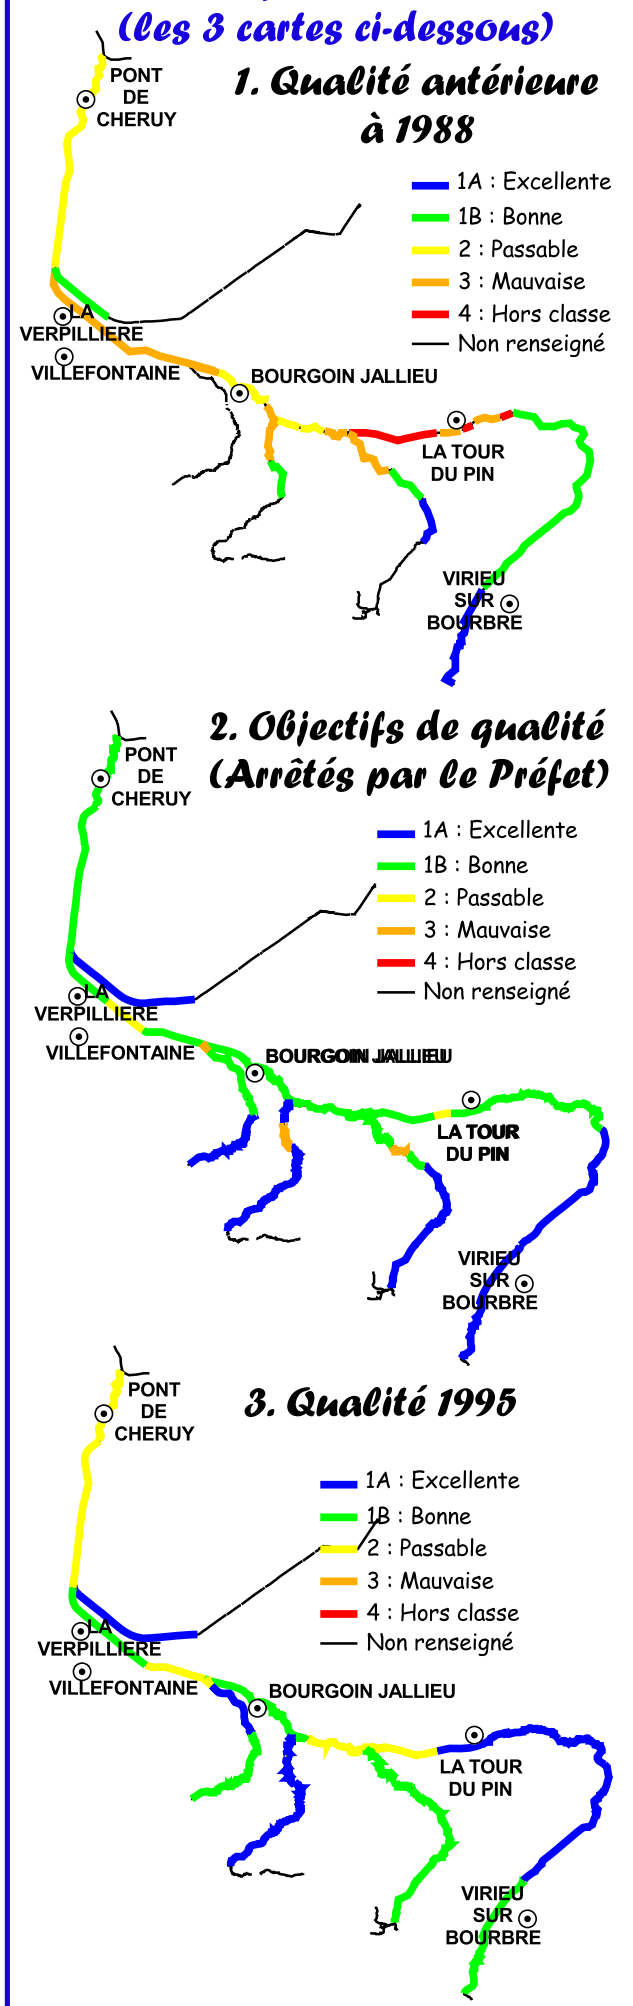 (les 3 cartes ci-dessous)
1. Qualité antérieure
à 1988
PONT
DE
CHERUY
1A : Excellente
1B : Bonne
2 : Passable
3 : Mauvaise
4 : Hors classe
Non renseigné
LA
VERPILLIERE
VILLEFONTAINE
BOURGOIN JALLIEU
LA TOUR
DU PIN
VIRIEU
SUR
BOURBRE
2. Objectifs de qualité
(Arrêtés par le Préfet)
PONT
DE
CHERUY
1A : Excellente
1B : Bonne
2 : Passable
3 : Mauvaise
4 : Hors classe
Non renseigné
LA
VERPILLIERE
VILLEFONTAINE
BOURGOIN JALLIEU
LA TOUR
DU PIN
VIRIEU
SUR
BOURBRE
3. Qualité 1995
PONT
DE
CHERUY
1A : Excellente
1B : Bonne
2 : Passable
3 : Mauvaise
4 : Hors classe
Non renseigné
LA
VERPILLIERE
VILLEFONTAINE
BOURGOIN JALLIEU
LA TOUR
DU PIN
VIRIEU
SUR
BOURBRE